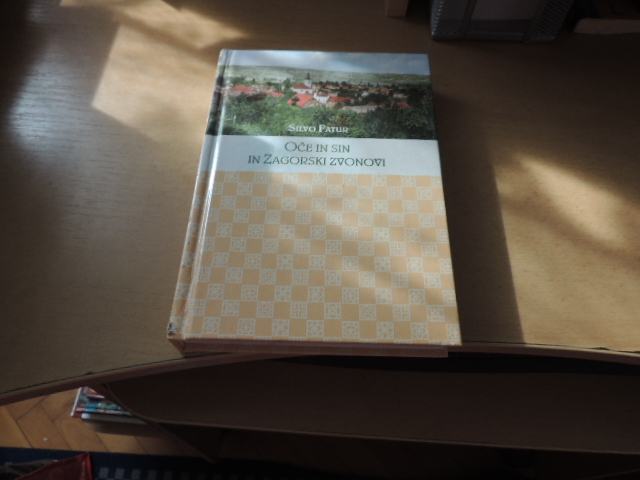 SILVO FATUR
OČE IN SIN
IN ZAGORSKI ZVONOVI